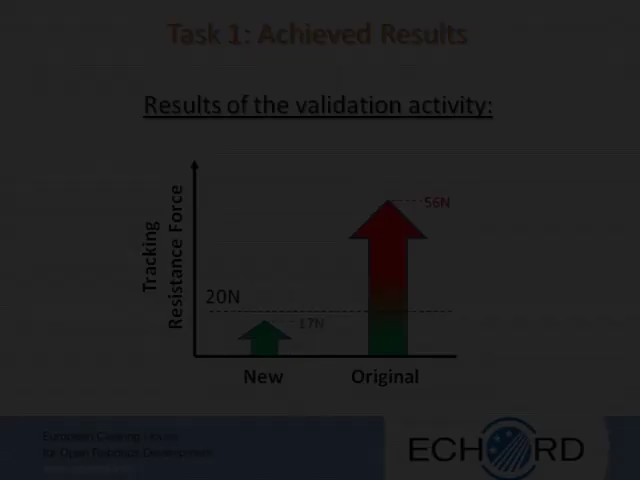 Task 1: Achieved Results
Results of the validation activity:
Tracking
Resistance Force
56N
20N
17N
New
Original
European Clearing House
for Open Robotics Development
ECHORD